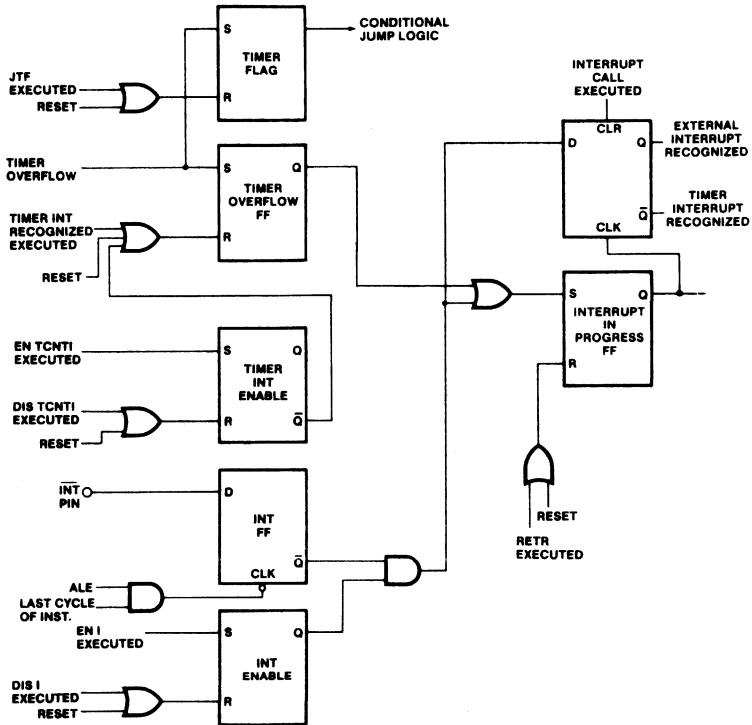 CONDITIONAL
JUMP LOGIC
S
TIMER
FLAG
R
JTF
EXECUTED
RESET
INTERRUPT
CALL
EXECUTED
CLR
D
Q
EXTERNAL
INTERRUPT
RECOGNIZED
Q̅
TIMER
INTERRUPT
RECOGNIZED
CLK
TIMER
OVERFLOW
S
Q
TIMER
OVERFLOW
FF
R
TIMER INT
RECOGNIZED
EXECUTED
RESET
S
Q
INTERRUPT
IN
PROGRESS
FF
R
EN TCNTI
EXECUTED
S
Q
TIMER
INT
ENABLE
R
Q̅
DIS TCNTI
EXECUTED
RESET
I̅N̅T̅
PIN
D
INT
FF
Q̅
CLK
RESET
RETR
EXECUTED
ALE
LAST CYCLE
OF INST.
EN I
EXECUTED
S
Q
INT
ENABLE
R
DIS I
EXECUTED
RESET